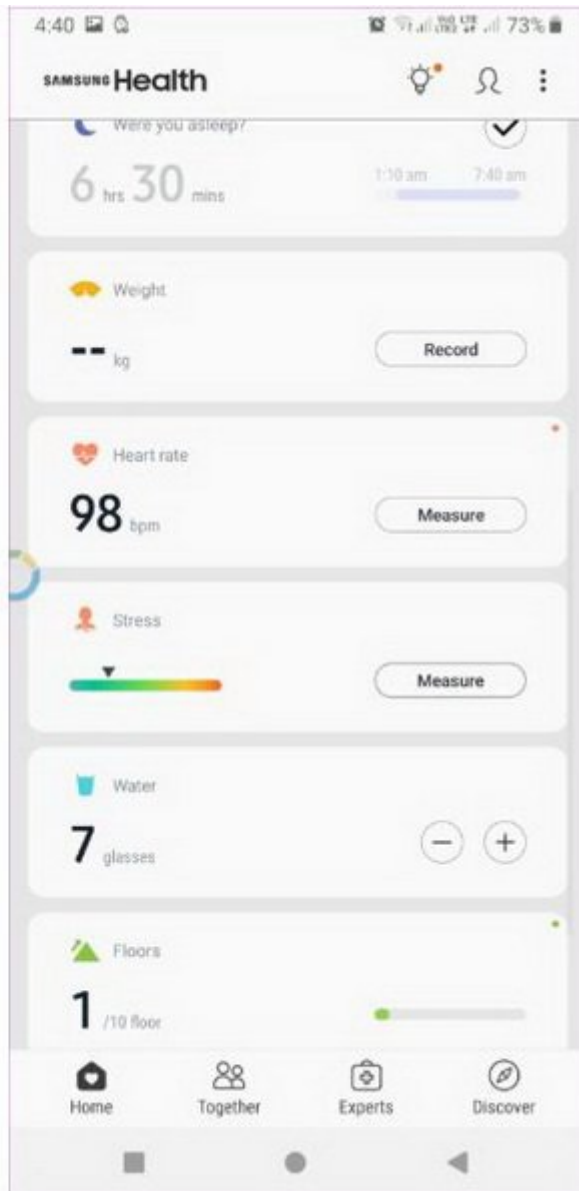 4:40 73%
SAMSUNG Health
Were you asleep?
6 hrs 30 mins
1:10 am 7:40 am
Weight
-- kg
Record
Heart rate
98 bpm
Measure
Stress
Measure
Water
7 glasses
Floors
1 /10 floor
Home Together Experts Discover